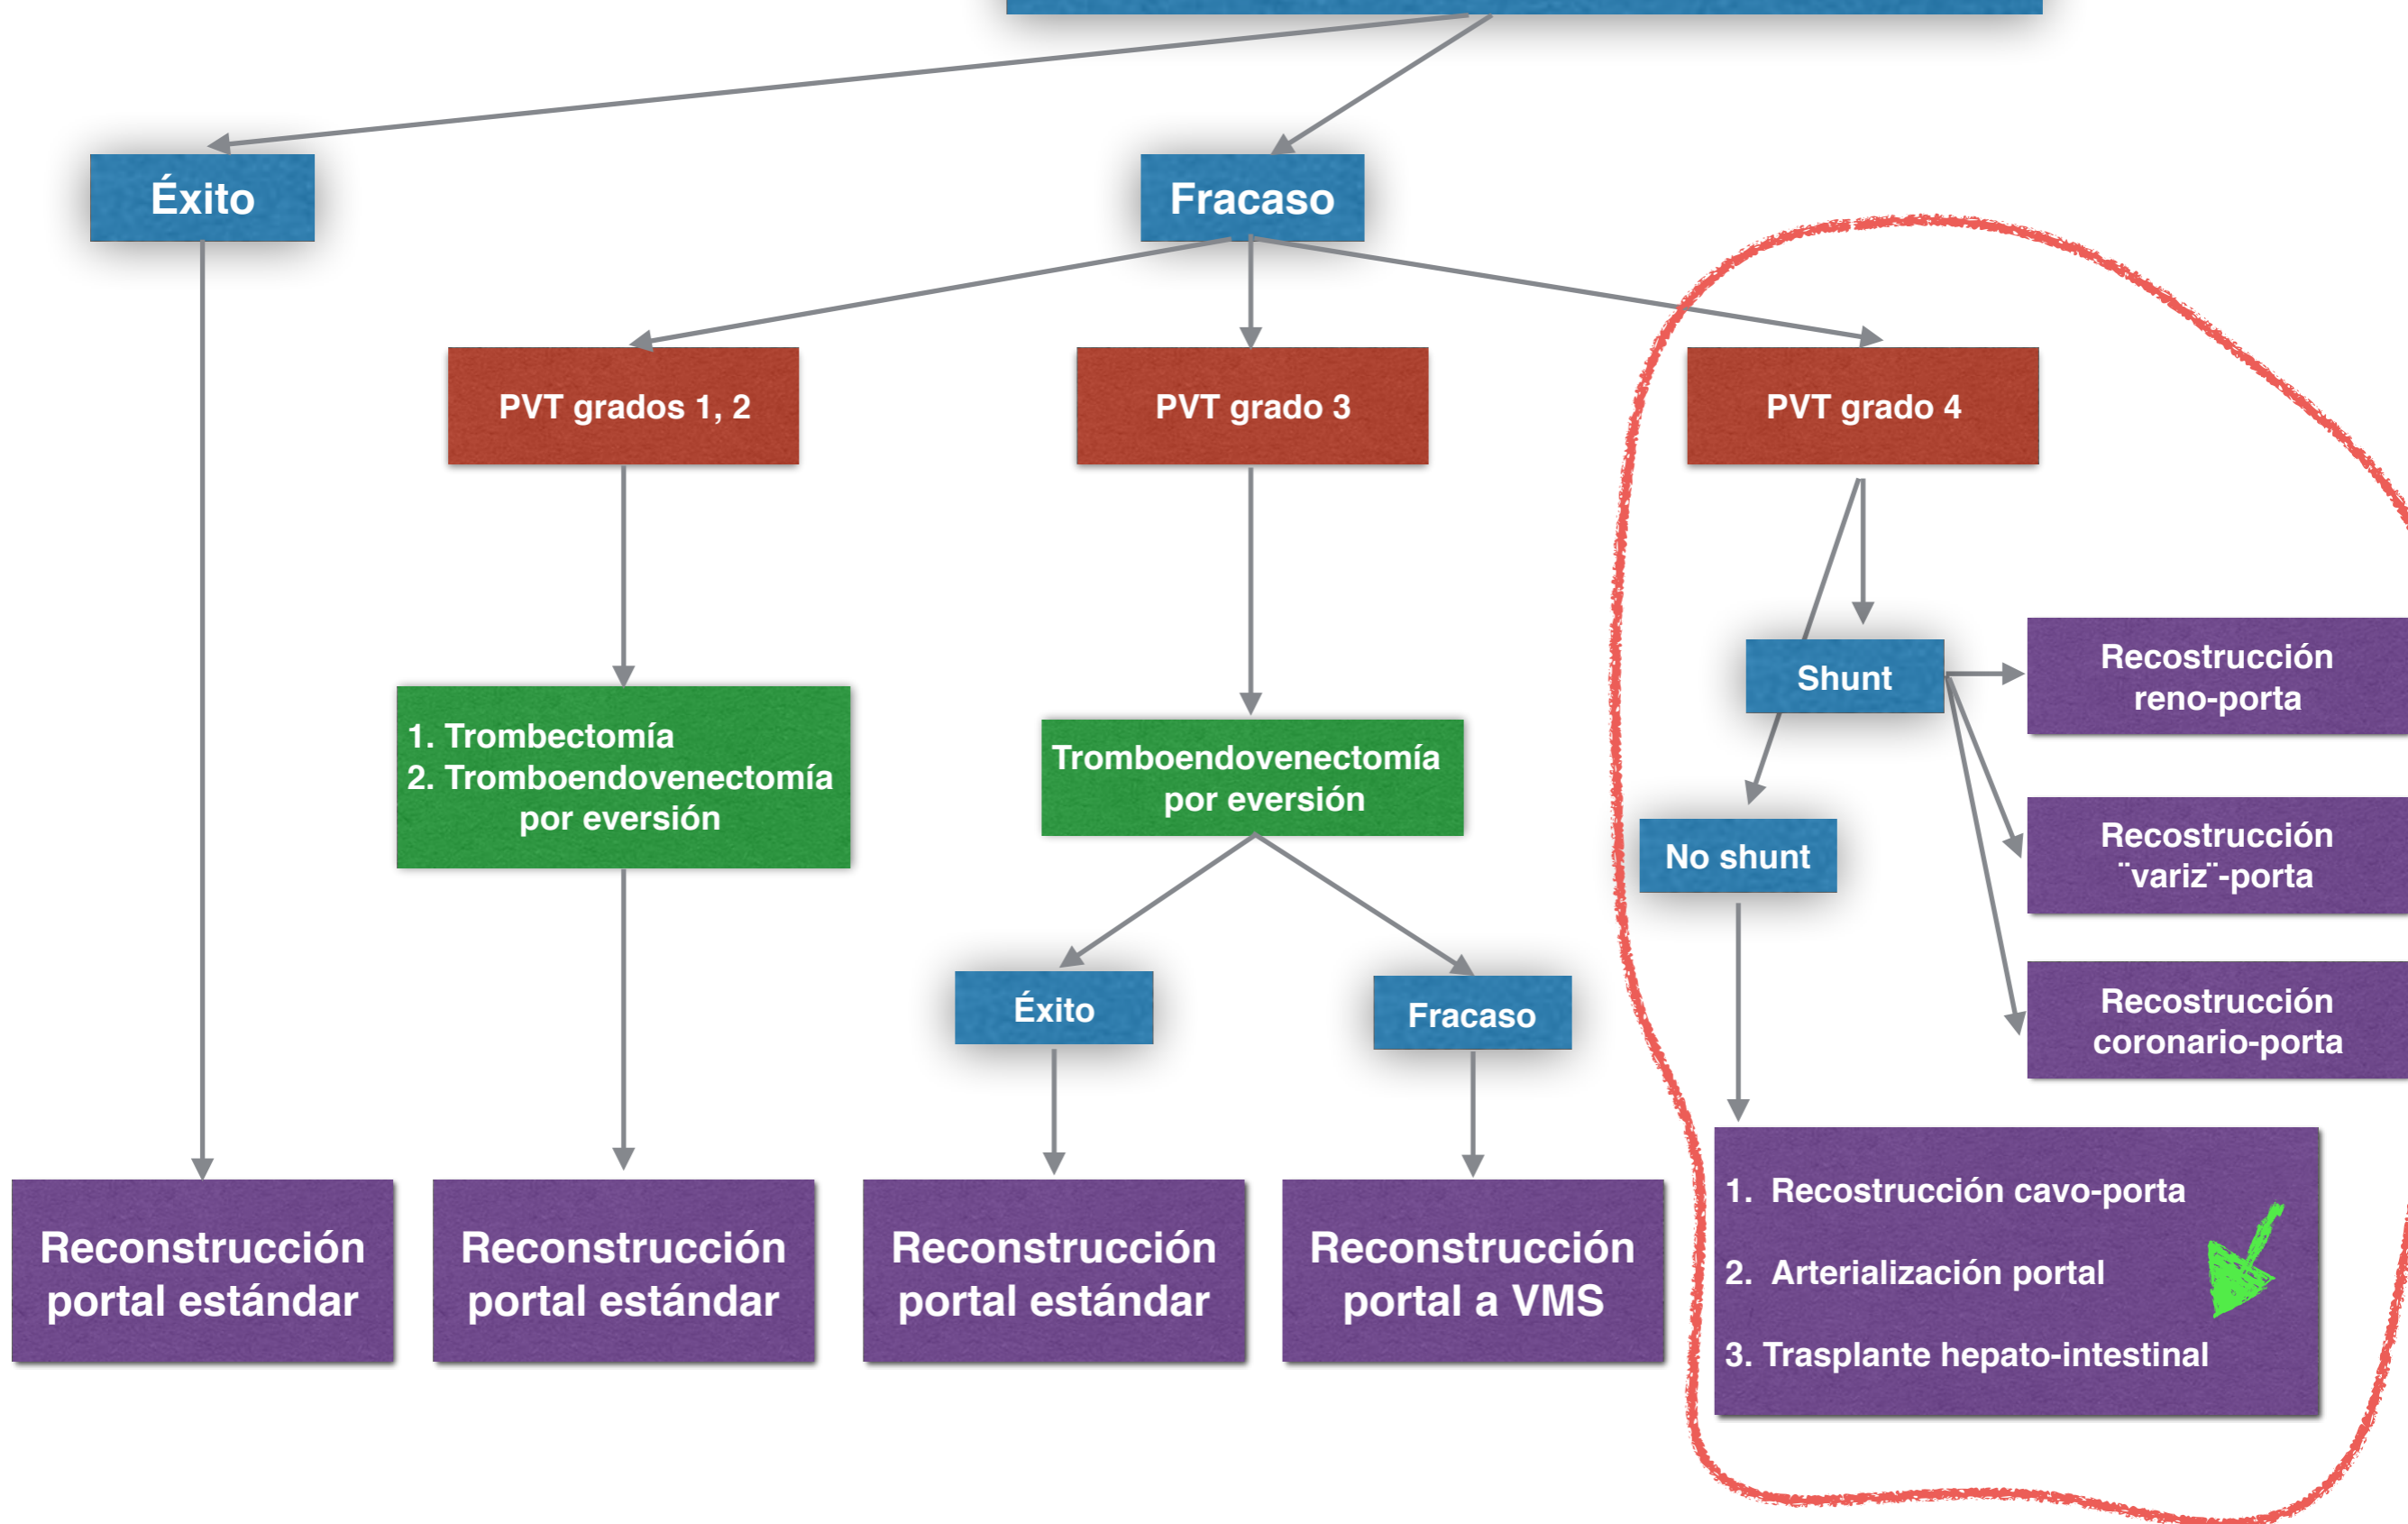 Éxito
Fracaso
PVT grados 1, 2
PVT grado 3
PVT grado 4
1. Trombectomía
2. Tromboendovenectomía
por eversión
Tromboendovenectomía
por eversión
Shunt
No shunt
Recostrucción
reno-porta
Recostrucción
¨variz¨-porta
Recostrucción
coronario-porta
Éxito
Fracaso
Reconstrucción
portal estándar
Reconstrucción
portal estándar
Reconstrucción
portal estándar
Reconstrucción
portal a VMS
1. Recostrucción cavo-porta
2. Arterialización portal
3. Trasplante hepato-intestinal